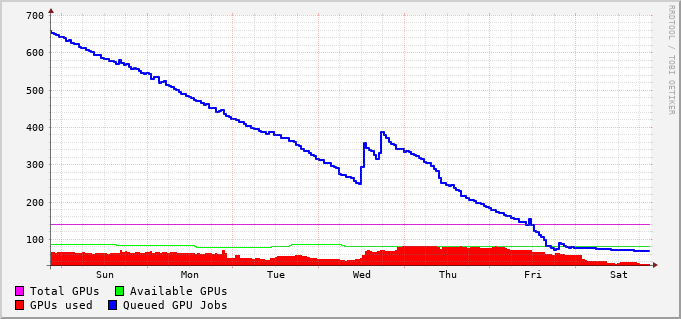 700
600
500
400
300
200
100
Sun Mon Tue Wed Thu Fri Sat
Total GPUs Available GPUs
GPUs used Queued GPU Jobs
RRDTOOL / TOBI OETIKER